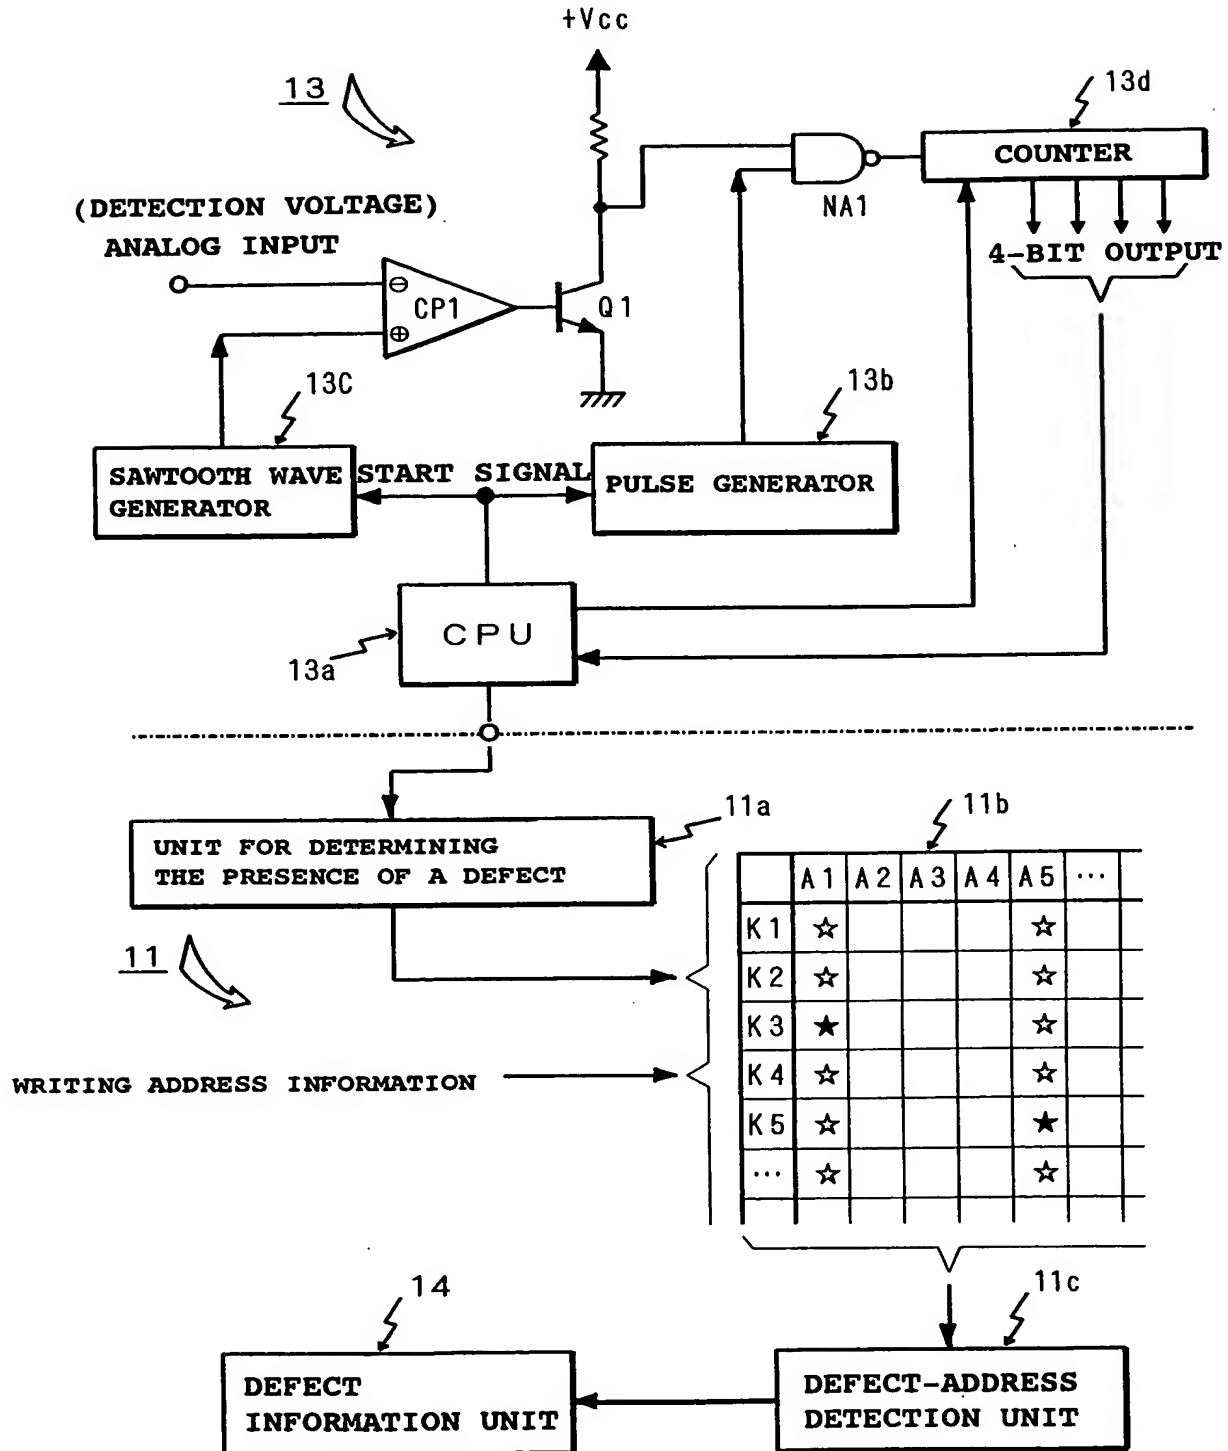 +Vcc
13
13d
COUNTER
NA1
(DETECTION VOLTAGE)
ANALOG INPUT
4-BIT OUTPUT
⊖
CP1
Q1
⊕
13C
13b
SAWTOOTH WAVE
GENERATOR
START SIGNAL
PULSE GENERATOR
CPU
13a
11a
11b
UNIT FOR DETERMINING
THE PRESENCE OF A DEFECT
A1 A2 A3 A4 A5 ···
K1 ☆ ☆
11
K2 ☆ ☆
K3 ★ ☆
WRITING ADDRESS INFORMATION
K4 ☆ ☆
K5 ☆ ★
··· ☆ ☆
14
11c
DEFECT
INFORMATION UNIT
DEFECT-ADDRESS
DETECTION UNIT